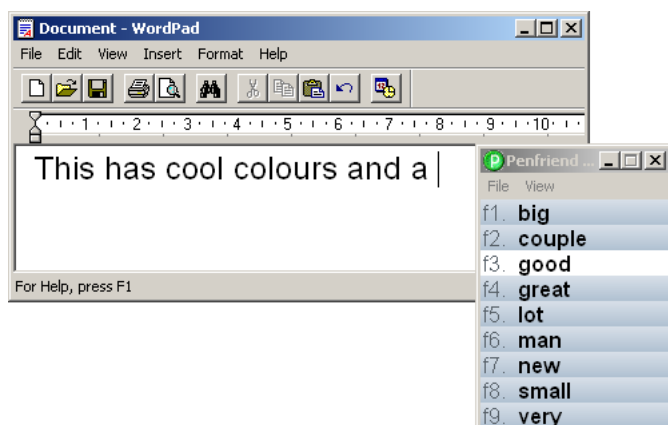 Document - WordPad
File Edit View Insert Format Help
1 2 3 4 5 6 7 8 9 10
This has cool colours and a
For Help, press F1
Penfriend ...
File View
f1. big
f2. couple
f3. good
f4. great
f5. lot
f6. man
f7. new
f8. small
f9. very